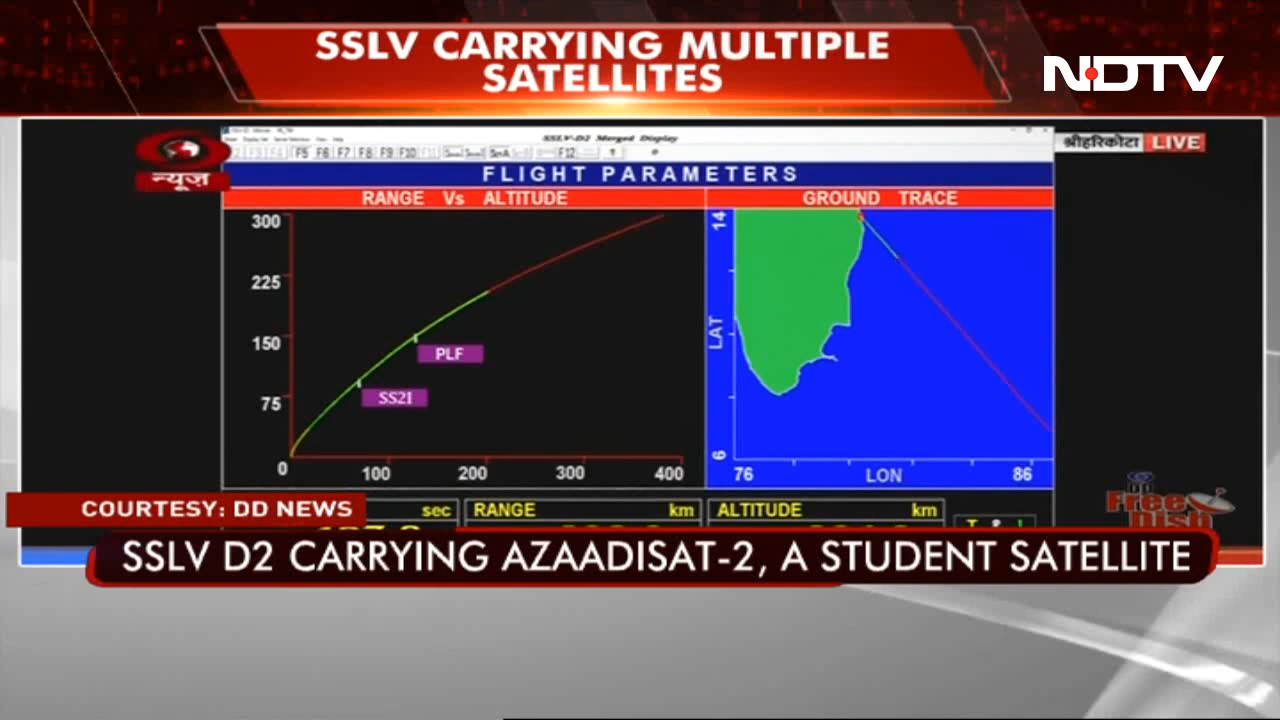 SSLV CARRYING MULTIPLE
SATELLITES
NDTV
न्यूज़
SSLV-D2 Merged Display
F5 F6 F7 F8 F9 F10 F12
श्रीहरिकोटा LIVE
FLIGHT PARAMETERS
RANGE Vs ALTITUDE
GROUND TRACE
300
225
150
75
0
100
200
300
400
PLF
SS2I
14
LAT
6
76
LON
86
sec
RANGE km
ALTITUDE km
Free
Dish
COURTESY: DD NEWS
SSLV D2 CARRYING AZAADISAT-2, A STUDENT SATELLITE